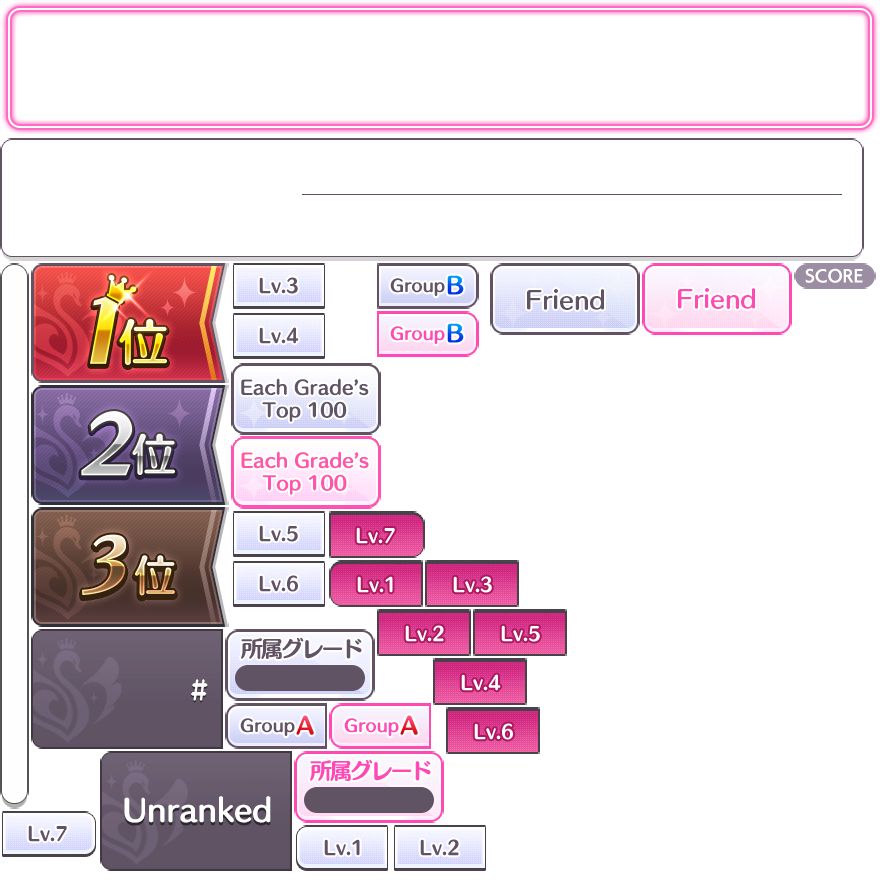 1位
Lv.3
GroupB
Friend
Friend
SCORE
Lv.4
GroupB
Each Grade's
Top 100
2位
Each Grade's
Top 100
3位
Lv.5
Lv.7
Lv.6
Lv.1
Lv.3
Lv.2
Lv.5
#
所属グレード
Lv.4
GroupA
GroupA
Lv.6
Unranked
所属グレード
Lv.7
Lv.1
Lv.2